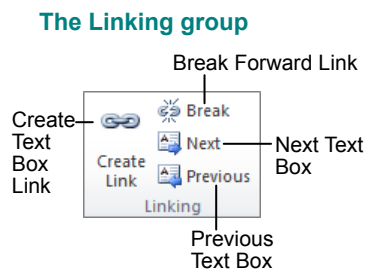 The Linking group
Break Forward Link
Create
Text
Box
Link
Break
Next
Create
Link
Previous
Linking
Next Text
Box
Previous
Text Box